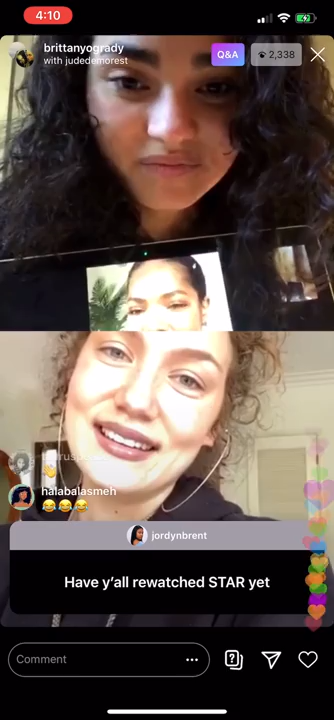 4:10
brittanyogrady
with judedemorest
Q&A
2,338
halabalasmeh
😂😂😂
jordynbrent
Have y'all rewatched STAR yet
Comment